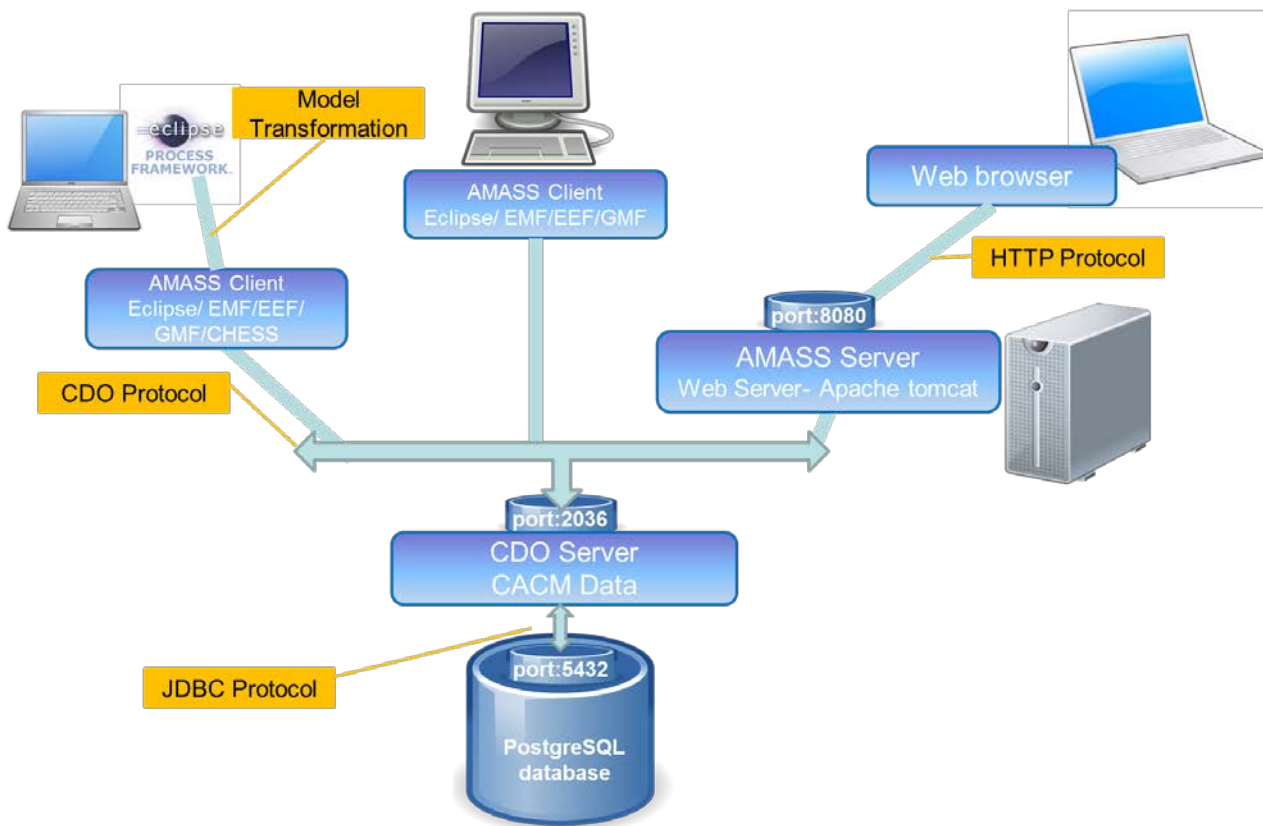 Model
Transformation
eclipse
PROCESS
FRAMEWORK™
AMASS Client
Eclipse/ EMF/EEF/GMF
Web browser
HTTP Protocol
AMASS Client
Eclipse/ EMF/EEF/
GMF/CHESS
port:8080
AMASS Server
Web Server- Apache tomcat
CDO Protocol
port:2036
CDO Server
CACM Data
JDBC Protocol
port:5432
PostgreSQL
database